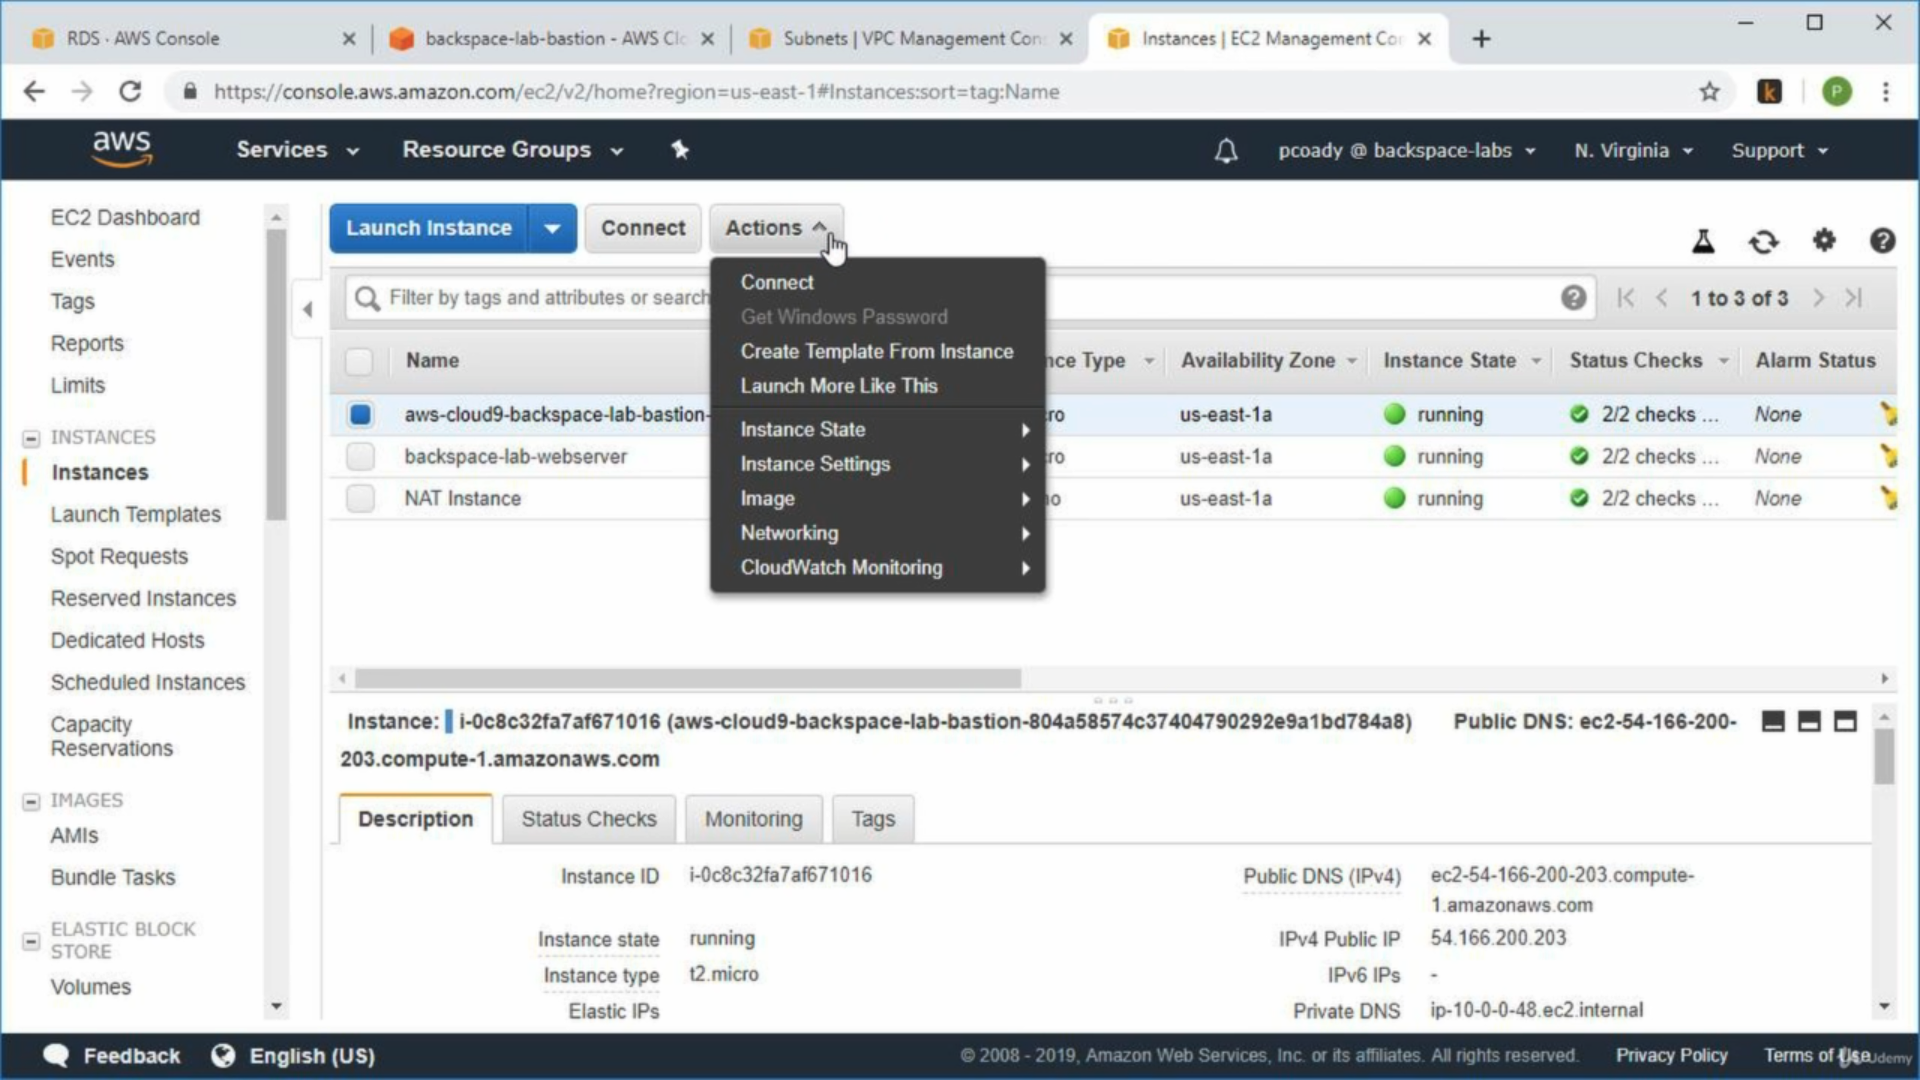 RDS · AWS Console
backspace-lab-bastion - AWS Clo
Subnets | VPC Management Con
Instances | EC2 Management Con
https://console.aws.amazon.com/ec2/v2/home?region=us-east-1#Instances:sort=tag:Name
k
P
aws
Services
Resource Groups
pcoady @ backspace-labs
N. Virginia
Support
EC2 Dashboard
Events
Tags
Reports
Limits
INSTANCES
Instances
Launch Templates
Spot Requests
Reserved Instances
Dedicated Hosts
Scheduled Instances
Capacity
Reservations
IMAGES
AMIs
Bundle Tasks
ELASTIC BLOCK
STORE
Volumes
Launch Instance
Connect
Actions
Filter by tags and attributes or search
1 to 3 of 3
Connect
Get Windows Password
Create Template From Instance
Launch More Like This
Instance State
Instance Settings
Image
Networking
CloudWatch Monitoring
Name
nce Type
Availability Zone
Instance State
Status Checks
Alarm Status
aws-cloud9-backspace-lab-bastion-
ro
us-east-1a
running
2/2 checks ...
None
backspace-lab-webserver
ro
us-east-1a
running
2/2 checks ...
None
NAT Instance
us-east-1a
running
2/2 checks ...
None
Instance: i-0c8c32fa7af671016 (aws-cloud9-backspace-lab-bastion-804a58574c37404790292e9a1bd784a8) Public DNS: ec2-54-166-200-
203.compute-1.amazonaws.com
Description
Status Checks
Monitoring
Tags
Instance ID i-0c8c32fa7af671016
Public DNS (IPv4) ec2-54-166-200-203.compute-
1.amazonaws.com
Instance state running
IPv4 Public IP 54.166.200.203
Instance type t2.micro
IPv6 IPs -
Elastic IPs
Private DNS ip-10-0-0-48.ec2.internal
Feedback
English (US)
© 2008 - 2019, Amazon Web Services, Inc. or its affiliates. All rights reserved.
Privacy Policy
Terms of Use
Udemy